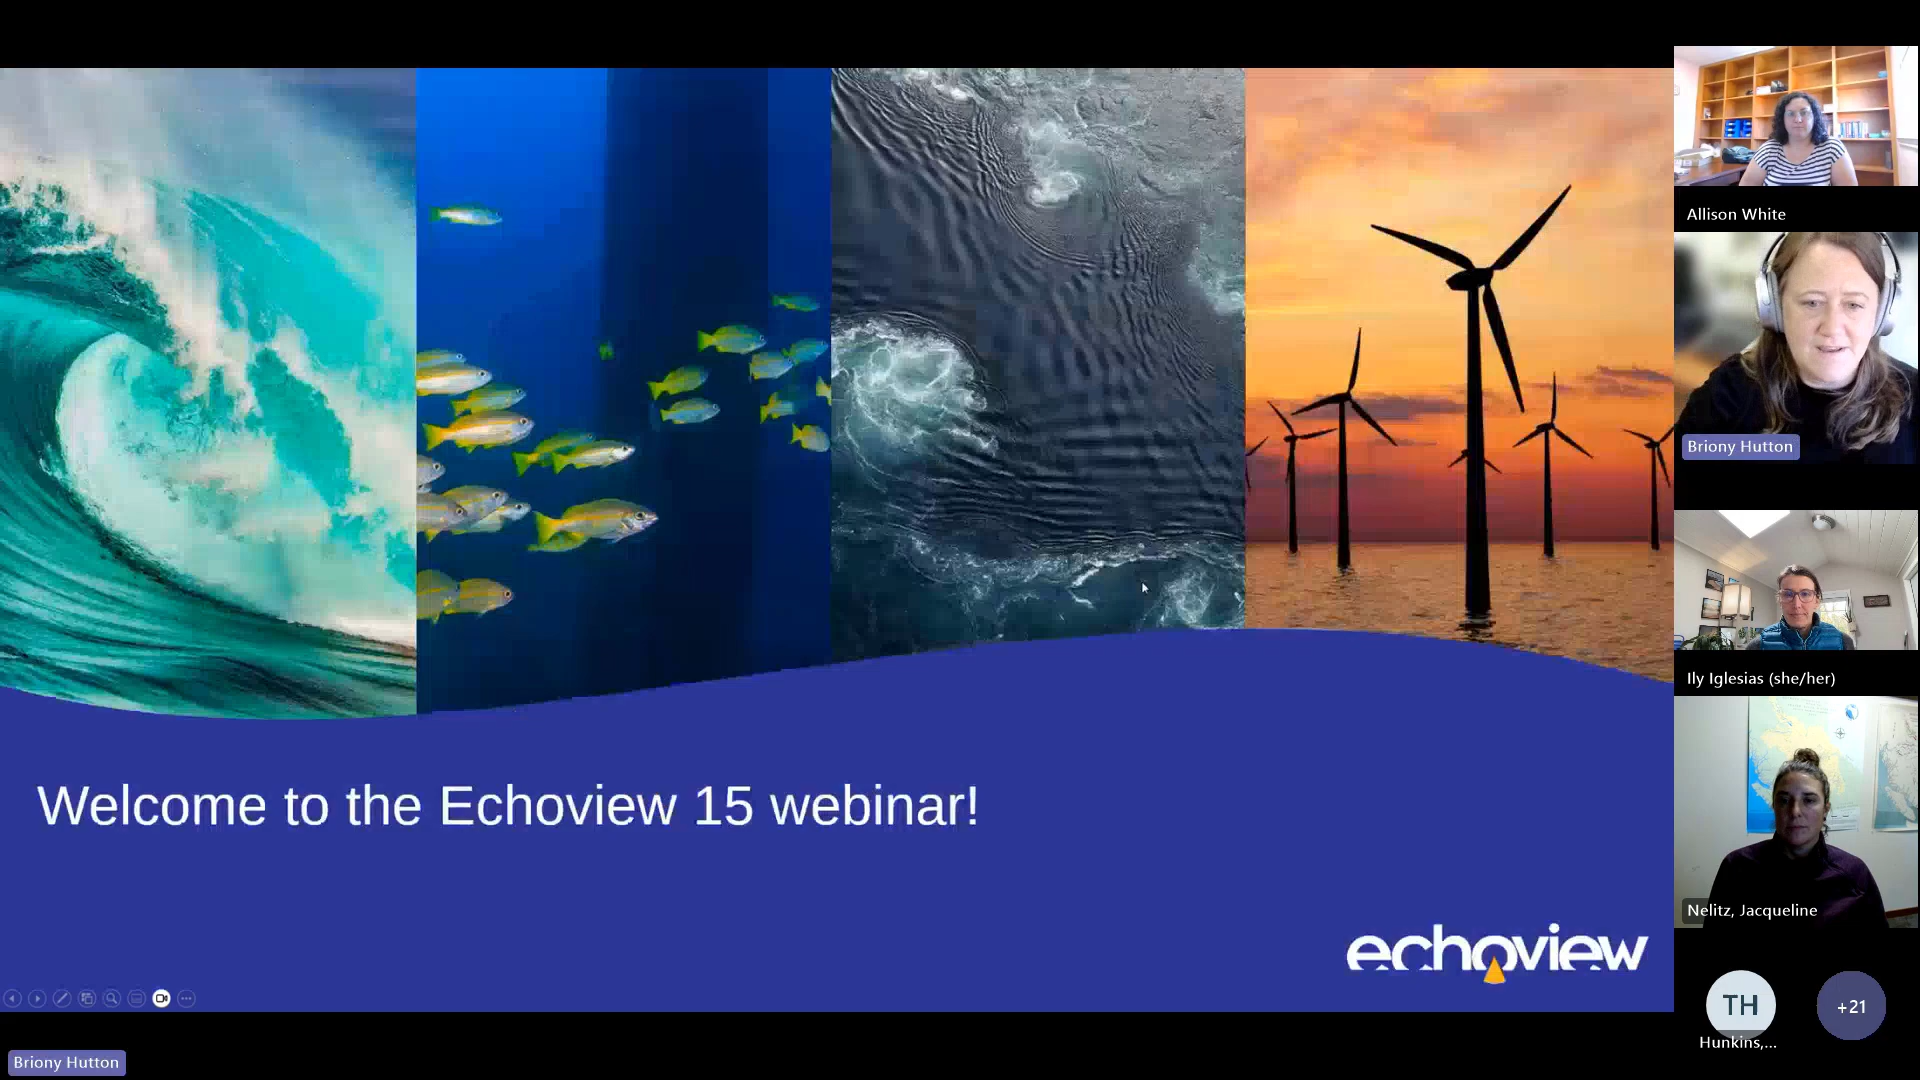 Welcome to the Echoview 15 webinar!
echoview
Briony Hutton
Allison White
Briony Hutton
Ily Iglesias (she/her)
Nelitz, Jacqueline
TH
Hunkins,...
+21